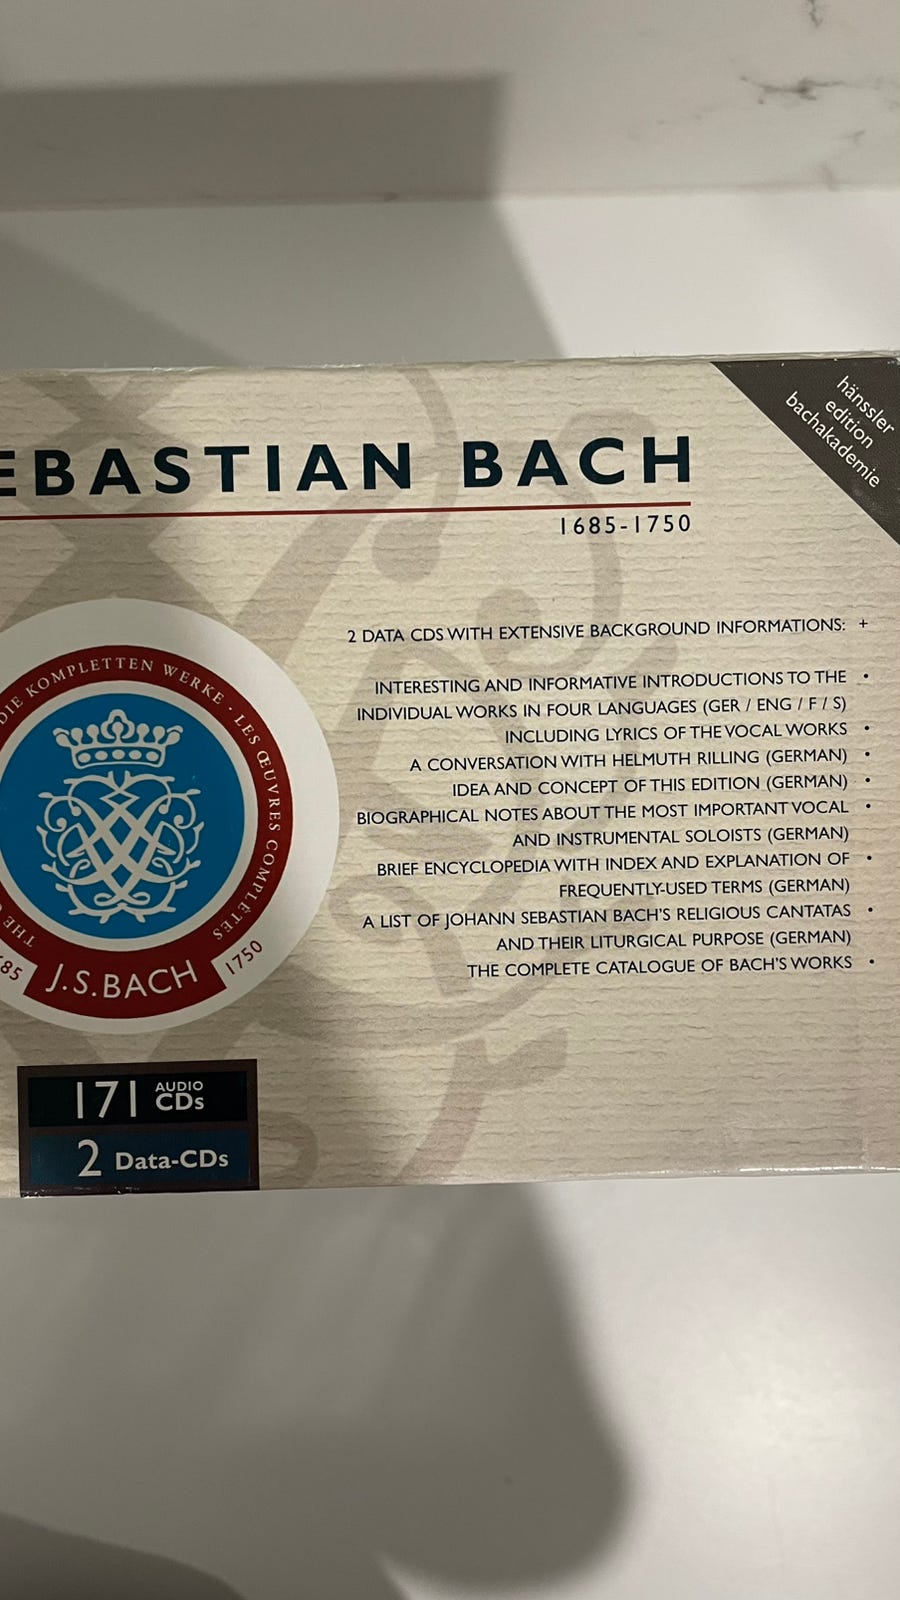 EBASTIAN BACH
1685-1750
hänssler
edition
bachakademie
2 DATA CDS WITH EXTENSIVE BACKGROUND INFORMATIONS: +
INTERESTING AND INFORMATIVE INTRODUCTIONS TO THE •
INDIVIDUAL WORKS IN FOUR LANGUAGES (GER / ENG / F / S)
INCLUDING LYRICS OF THE VOCAL WORKS •
A CONVERSATION WITH HELMUTH RILLING (GERMAN) •
IDEA AND CONCEPT OF THIS EDITION (GERMAN) •
BIOGRAPHICAL NOTES ABOUT THE MOST IMPORTANT VOCAL •
AND INSTRUMENTAL SOLOISTS (GERMAN)
BRIEF ENCYCLOPEDIA WITH INDEX AND EXPLANATION OF •
FREQUENTLY-USED TERMS (GERMAN)
A LIST OF JOHANN SEBASTIAN BACH'S RELIGIOUS CANTATAS •
AND THEIR LITURGICAL PURPOSE (GERMAN)
THE COMPLETE CATALOGUE OF BACH'S WORKS •
THE C
DIE KOMPLETTEN WERKE · LES ŒUVRES COMPLÈTES
85 J.S.BACH 1750
171 AUDIO CDs
2 Data-CDs